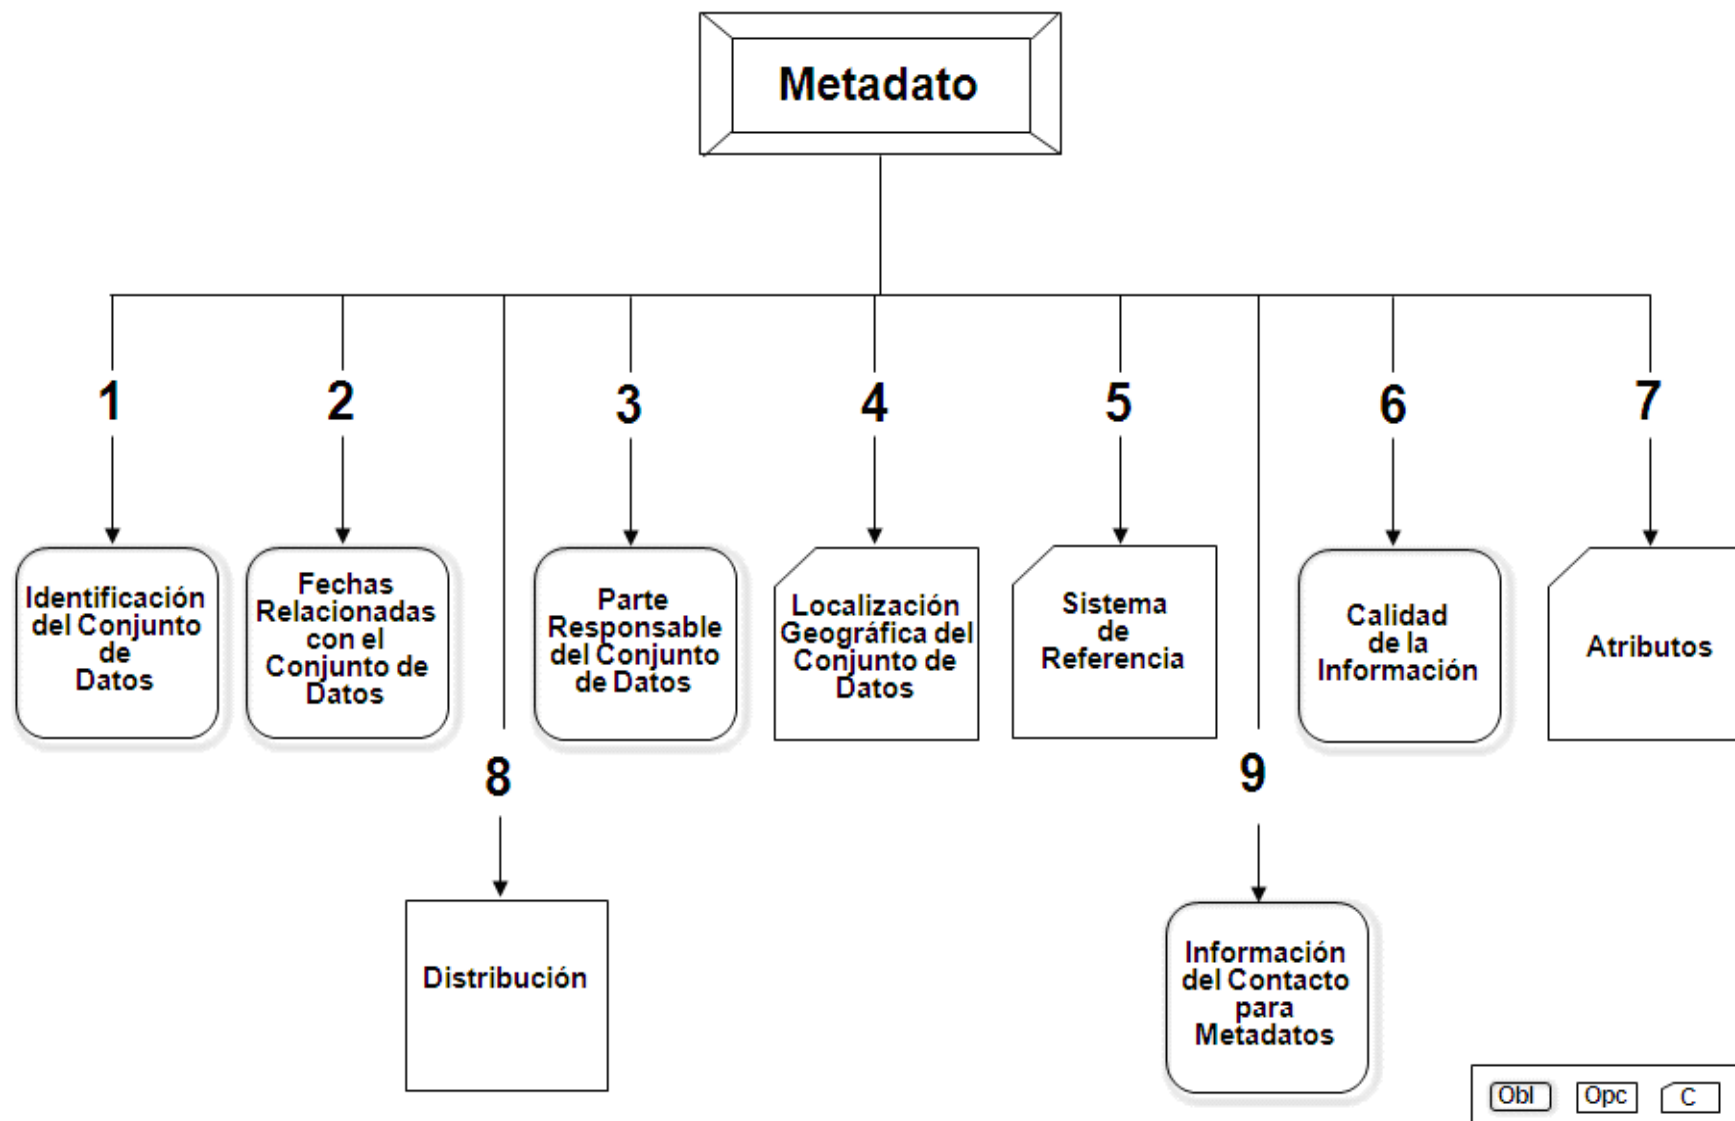 Metadato
1
2
3
4
5
6
7
Identificación
del Conjunto
de
Datos
Fechas
Relacionadas
con el
Conjunto de
Datos
Parte
Responsable
del Conjunto
de Datos
Localización
Geográfica del
Conjunto de
Datos
Sistema
de
Referencia
Calidad
de la
Información
Atributos
8
9
Distribución
Información
del Contacto
para
Metadatos
Obl
Opc
C